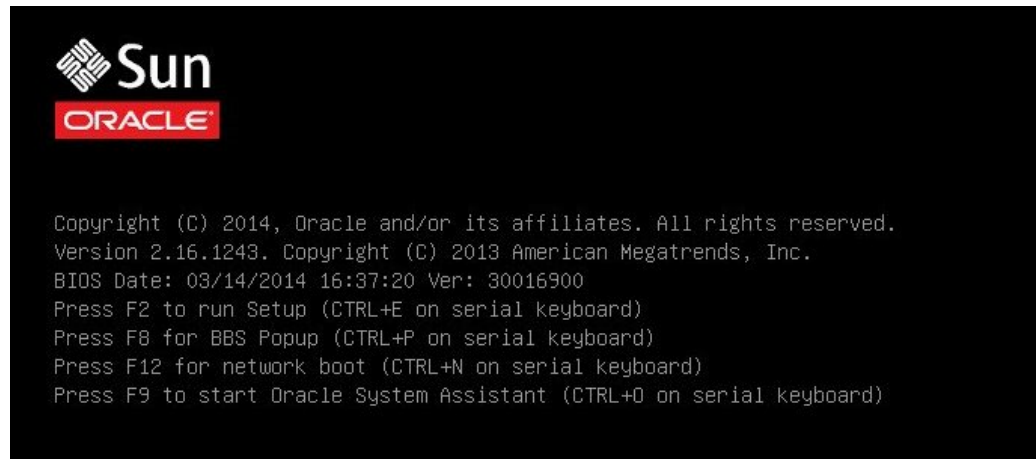 Sun
ORACLE
Copyright (C) 2014, Oracle and/or its affiliates. All rights reserved.
Version 2.16.1243. Copyright (C) 2013 American Megatrends, Inc.
BIOS Date: 03/14/2014 16:37:20 Ver: 30016900
Press F2 to run Setup (CTRL+E on serial keyboard)
Press F8 for BBS Popup (CTRL+P on serial keyboard)
Press F12 for network boot (CTRL+N on serial keyboard)
Press F9 to start Oracle System Assistant (CTRL+O on serial keyboard)